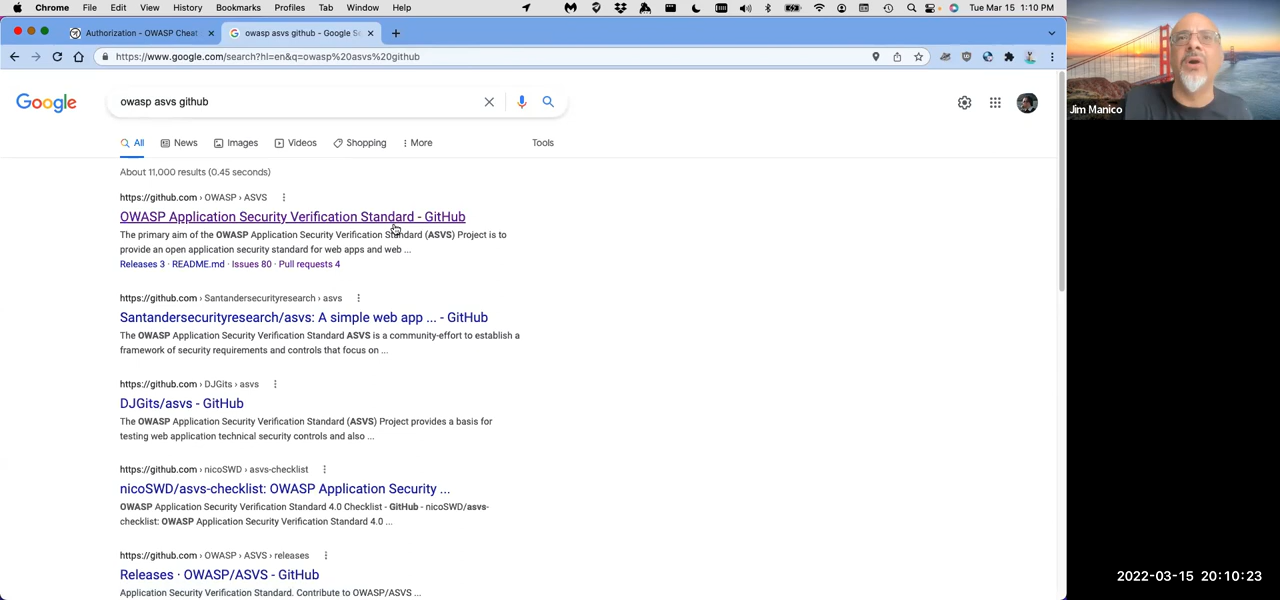 Chrome File Edit View History Bookmarks Profiles Tab Window Help Tue Mar 15 1:10 PM
Authorization - OWASP Cheat owasp asvs github - Google Se
https://www.google.com/search?hl=en&q=owasp%20asvs%20github
Google owasp asvs github
All News Images Videos Shopping More Tools
About 11,000 results (0.45 seconds)
https://github.com › OWASP › ASVS
OWASP Application Security Verification Standard - GitHub
The primary aim of the OWASP Application Security Verification Standard (ASVS) Project is to
provide an open application security standard for web apps and web ...
Releases 3 · README.md · Issues 80 · Pull requests 4
https://github.com › Santandersecurityresearch › asvs
Santandersecurityresearch/asvs: A simple web app ... - GitHub
The OWASP Application Security Verification Standard ASVS is a community-effort to establish a
framework of security requirements and controls that focus on ...
https://github.com › DJGits › asvs
DJGits/asvs - GitHub
The OWASP Application Security Verification Standard (ASVS) Project provides a basis for
testing web application technical security controls and also ...
https://github.com › nicoSWD › asvs-checklist
nicoSWD/asvs-checklist: OWASP Application Security ...
OWASP Application Security Verification Standard 4.0 Checklist - GitHub - nicoSWD/asvs-
checklist: OWASP Application Security Verification Standard 4.0 ...
https://github.com › OWASP › ASVS › releases
Releases · OWASP/ASVS - GitHub
Application Security Verification Standard. Contribute to OWASP/ASVS ...
Jim Manico
2022-03-15 20:10:23